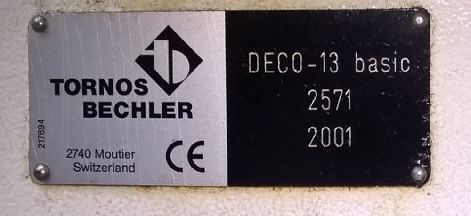 TORNOS
BECHLER
217694
2740 Moutier
Switzerland
CE
DECO-13 basic
2571
2001